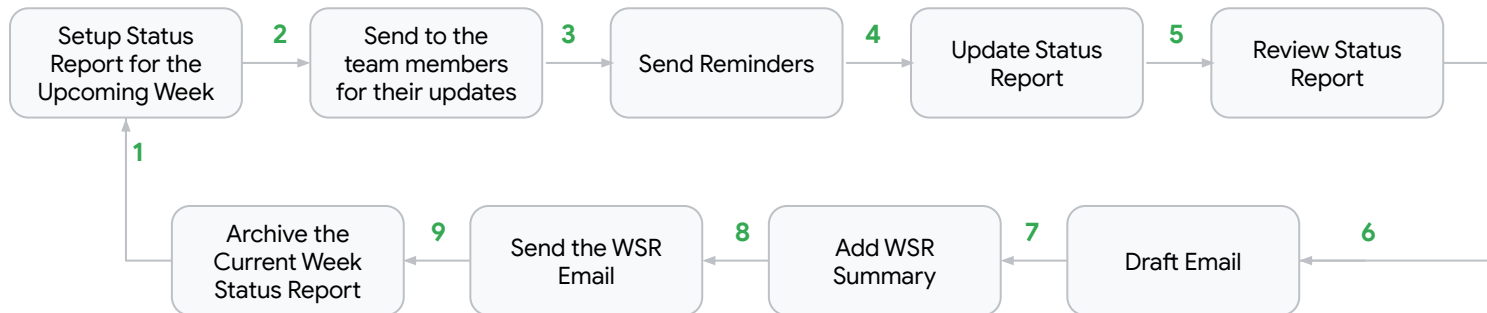 Setup Status
Report for the
Upcoming Week
2
Send to the
team members
for their updates
3
Send Reminders
4
Update Status
Report
5
Review Status
Report
1
6
Draft Email
7
Add WSR
Summary
8
Send the WSR
Email
9
Archive the
Current Week
Status Report